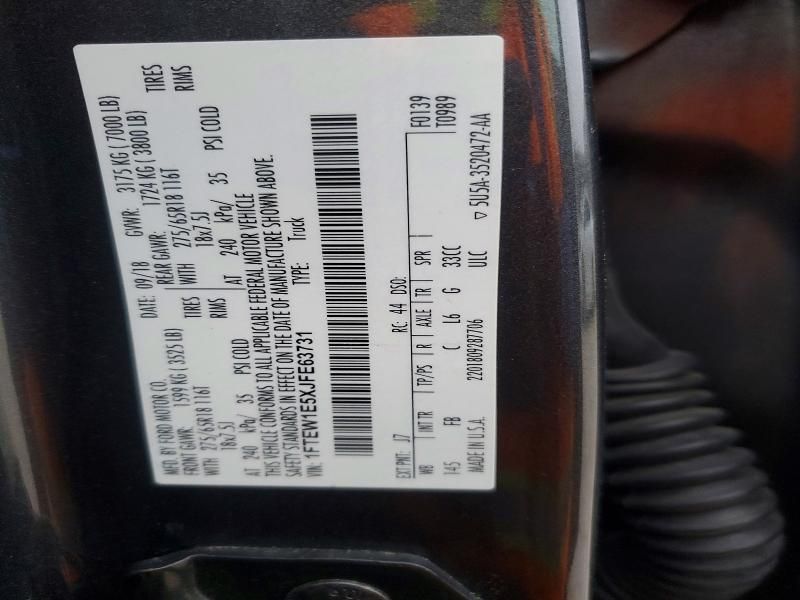 MFD. BY FORD MOTOR CO. DATE: 09/18 GVWR: 3175 KG ( 7000 LB)
FRONT GAWR: 1599 KG ( 3525 LB) REAR GAWR: 1724 KG ( 3800 LB)
WITH 275/65R18 116T TIRES WITH 275/65R18 116T TIRES
18x7.5J RIMS 18x7.5J RIMS
AT 240 kPa/ 35 PSI COLD AT 240 kPa/ 35 PSI COLD
THIS VEHICLE CONFORMS TO ALL APPLICABLE FEDERAL MOTOR VEHICLE
SAFETY STANDARDS IN EFFECT ON THE DATE OF MANUFACTURE SHOWN ABOVE.
VIN: 1FTEW1E5XJFE63731 TYPE: Truck
EXT PNT: J7 RC: 44 DSO: F0139
WB INT TR TP/PS R AXLE TR SPR T0989
145 FB C L6 G 33CC
MADE IN U.S.A. 2201809287706 ULC ▽ 5U5A-3520472-AA